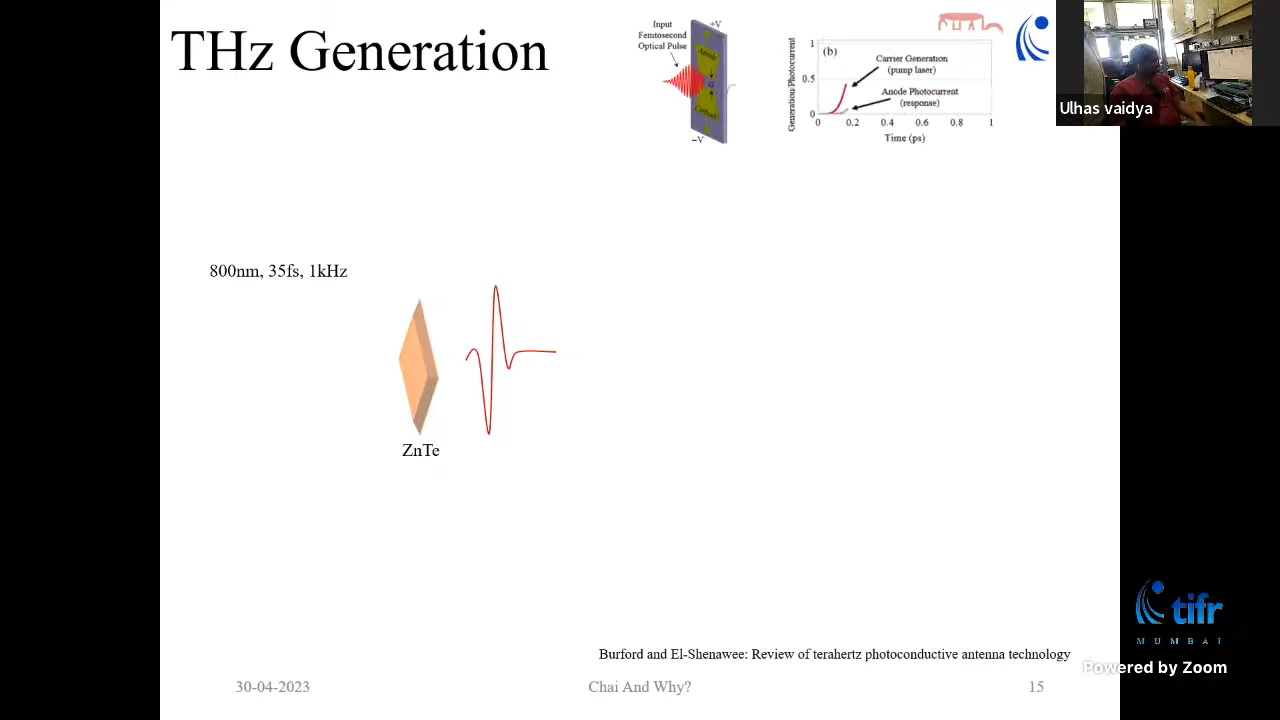 THz Generation
Input
Femtosecond
Optical Pulse
+V
Anode
−V
Generation/Photocurrent
(b)
Carrier Generation
(pump laser)
Anode Photocurrent
(response)
1
0.5
0
0
0.2
0.4
0.6
0.8
1
Time (ps)
Ulhas vaidya
800nm, 35fs, 1kHz
ZnTe
tifr
MUMBAI
Burford and El-Shenawee: Review of terahertz photoconductive antenna technology
Powered by Zoom
30-04-2023
Chai And Why?
15